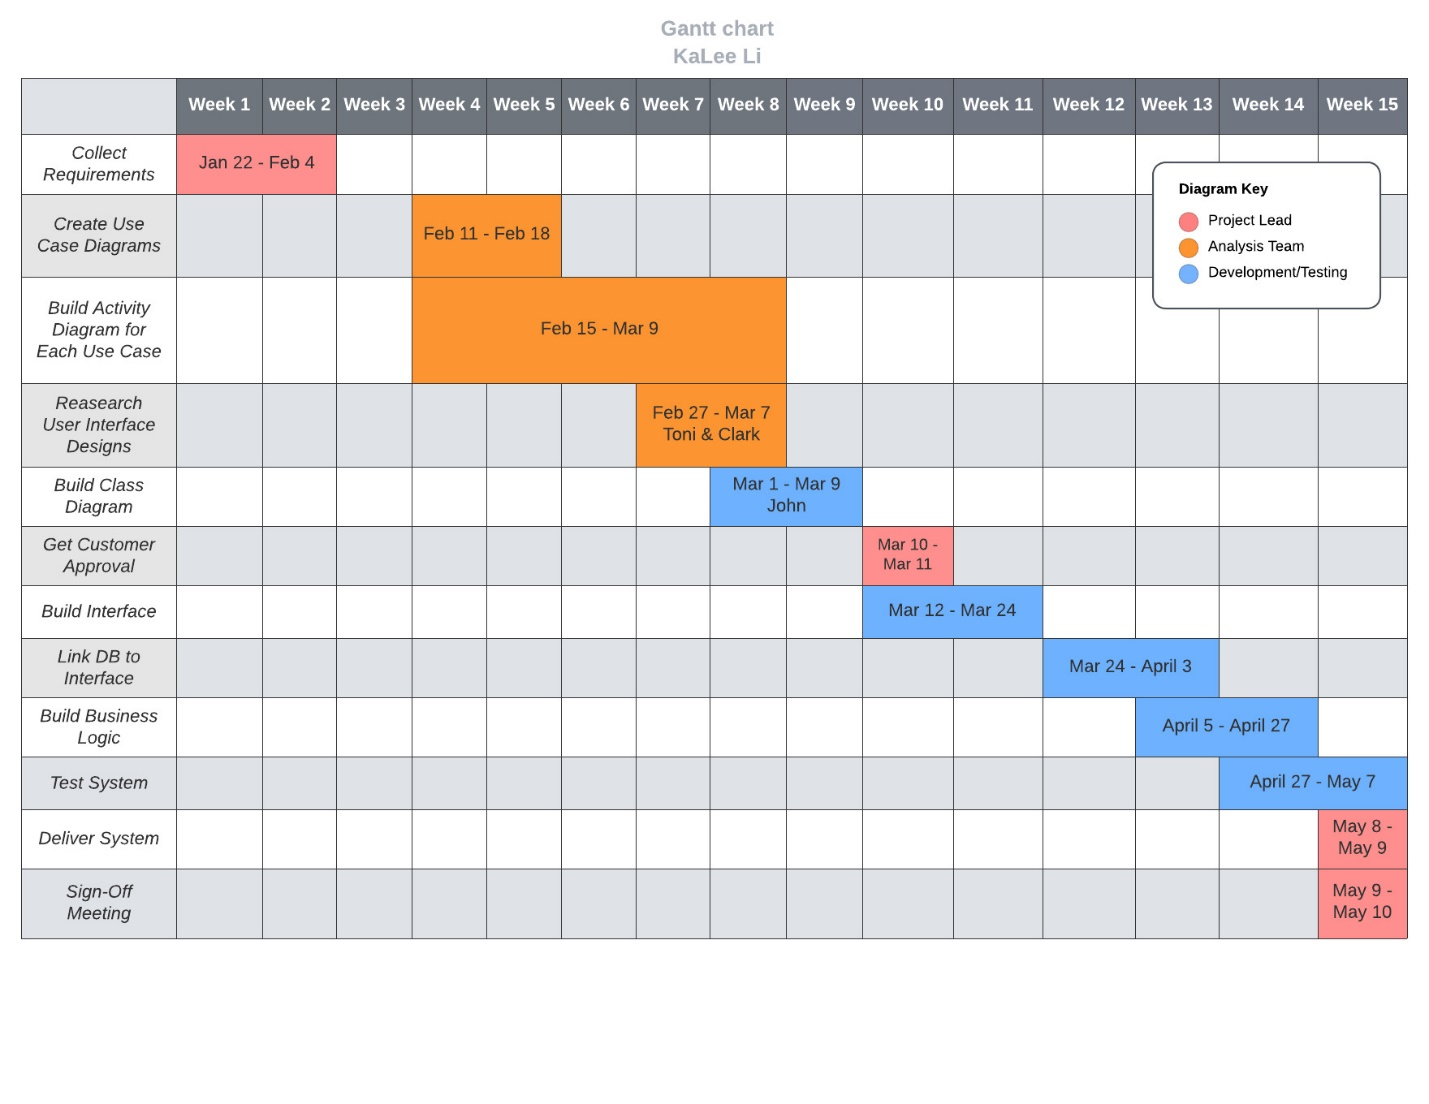 Gantt chart
KaLee Li
Week 1 Week 2 Week 3 Week 4 Week 5 Week 6 Week 7 Week 8 Week 9 Week 10 Week 11 Week 12 Week 13 Week 14 Week 15
Collect
Requirements
Jan 22 - Feb 4
Diagram Key
Project Lead
Analysis Team
Development/Testing
Create Use
Case Diagrams
Feb 11 - Feb 18
Build Activity
Diagram for
Each Use Case
Feb 15 - Mar 9
Reasearch
User Interface
Designs
Feb 27 - Mar 7
Toni & Clark
Build Class
Diagram
Mar 1 - Mar 9
John
Get Customer
Approval
Mar 10 -
Mar 11
Build Interface
Mar 12 - Mar 24
Link DB to
Interface
Mar 24 - April 3
Build Business
Logic
April 5 - April 27
Test System
April 27 - May 7
Deliver System
May 8 -
May 9
Sign-Off
Meeting
May 9 -
May 10